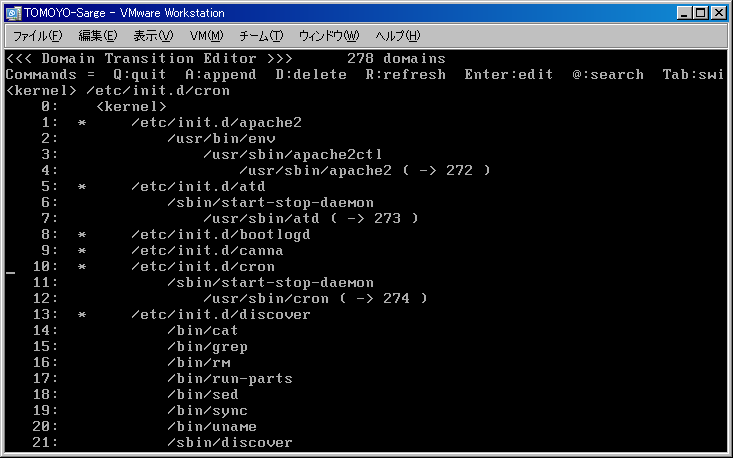 TOMOYO-Sarge - VMware Workstation
ファイル(F) 編集(E) 表示(V) VM(M) チーム(T) ウィンドウ(W) ヘルプ(H)
<<< Domain Transition Editor >>>      278 domains
Commands =  Q:quit  A:append  D:delete  R:refresh  Enter:edit  @:search  Tab:swi
<kernel> /etc/init.d/cron
    0:    <kernel>
    1:  *     /etc/init.d/apache2
    2:            /usr/bin/env
    3:                /usr/sbin/apache2ctl
    4:                    /usr/sbin/apache2 ( -> 272 )
    5:  *     /etc/init.d/atd
    6:            /sbin/start-stop-daemon
    7:                /usr/sbin/atd ( -> 273 )
    8:  *     /etc/init.d/bootlogd
    9:  *     /etc/init.d/canna
_  10:  *     /etc/init.d/cron
   11:            /sbin/start-stop-daemon
   12:                /usr/sbin/cron ( -> 274 )
   13:  *     /etc/init.d/discover
   14:            /bin/cat
   15:            /bin/grep
   16:            /bin/rm
   17:            /bin/run-parts
   18:            /bin/sed
   19:            /bin/sync
   20:            /bin/uname
   21:            /sbin/discover